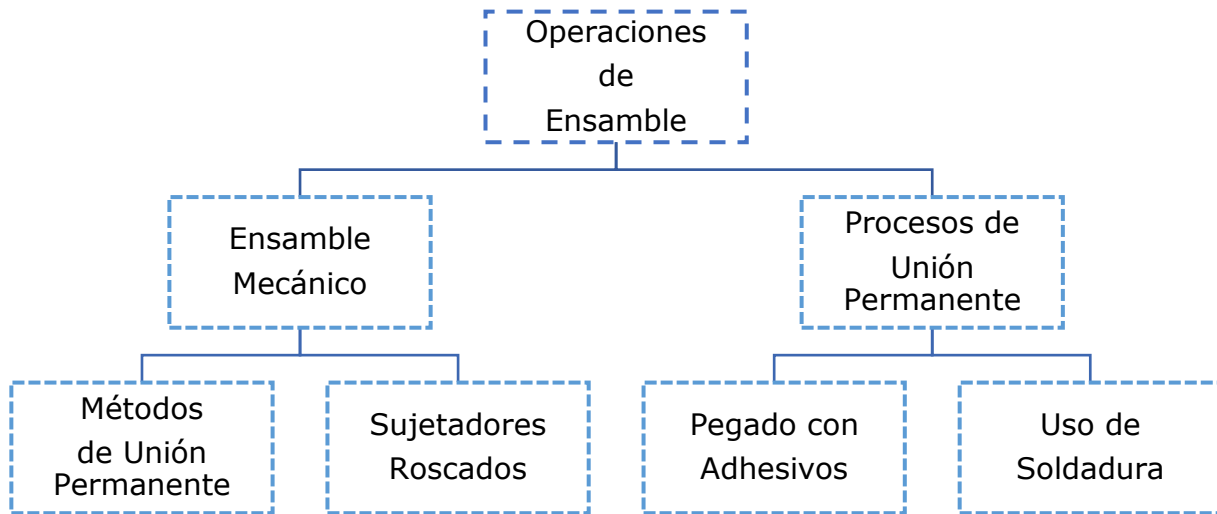 Operaciones
de
Ensamble
Ensamble
Mecánico
Procesos de
Unión
Permanente
Métodos
de Unión
Permanente
Sujetadores
Roscados
Pegado con
Adhesivos
Uso de
Soldadura